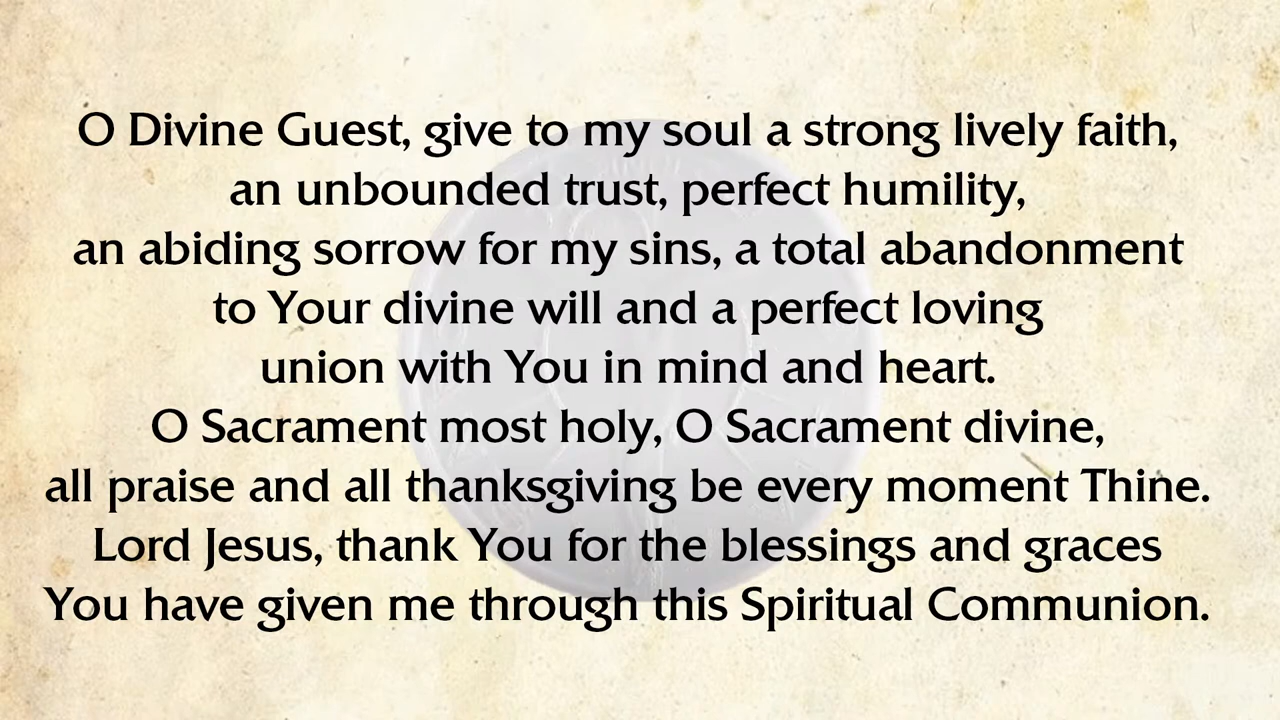 O Divine Guest, give to my soul a strong lively faith,
an unbounded trust, perfect humility,
an abiding sorrow for my sins, a total abandonment
to Your divine will and a perfect loving
union with You in mind and heart.
O Sacrament most holy, O Sacrament divine,
all praise and all thanksgiving be every moment Thine.
Lord Jesus, thank You for the blessings and graces
You have given me through this Spiritual Communion.